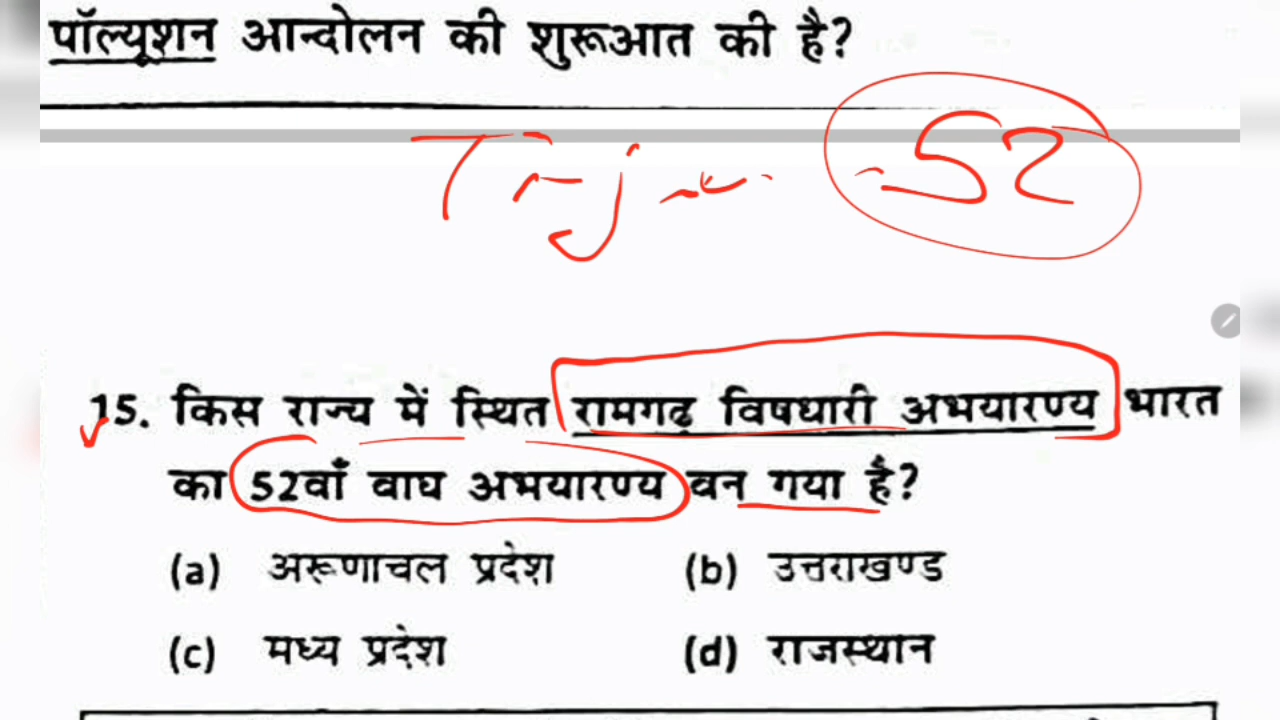 पॉल्यूशन आन्दोलन की शुरूआत की है?
52
15. किस राज्य में स्थित रामगढ़ विषधारी अभयारण्य भारत
का 52वाँ वाघ अभयारण्य वन गया है?
(a) अरूणाचल प्रदेश (b) उत्तराखण्ड
(c) मध्य प्रदेश (d) राजस्थान